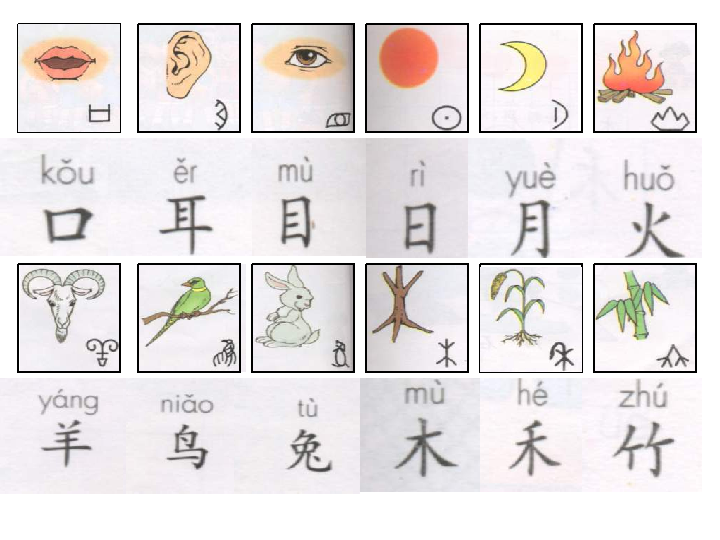 kǒu ěr mù rì yuè huǒ
口 耳 目 日 月 火
yáng niǎo tù mù hé zhú
羊 鸟 兔 木 禾 竹